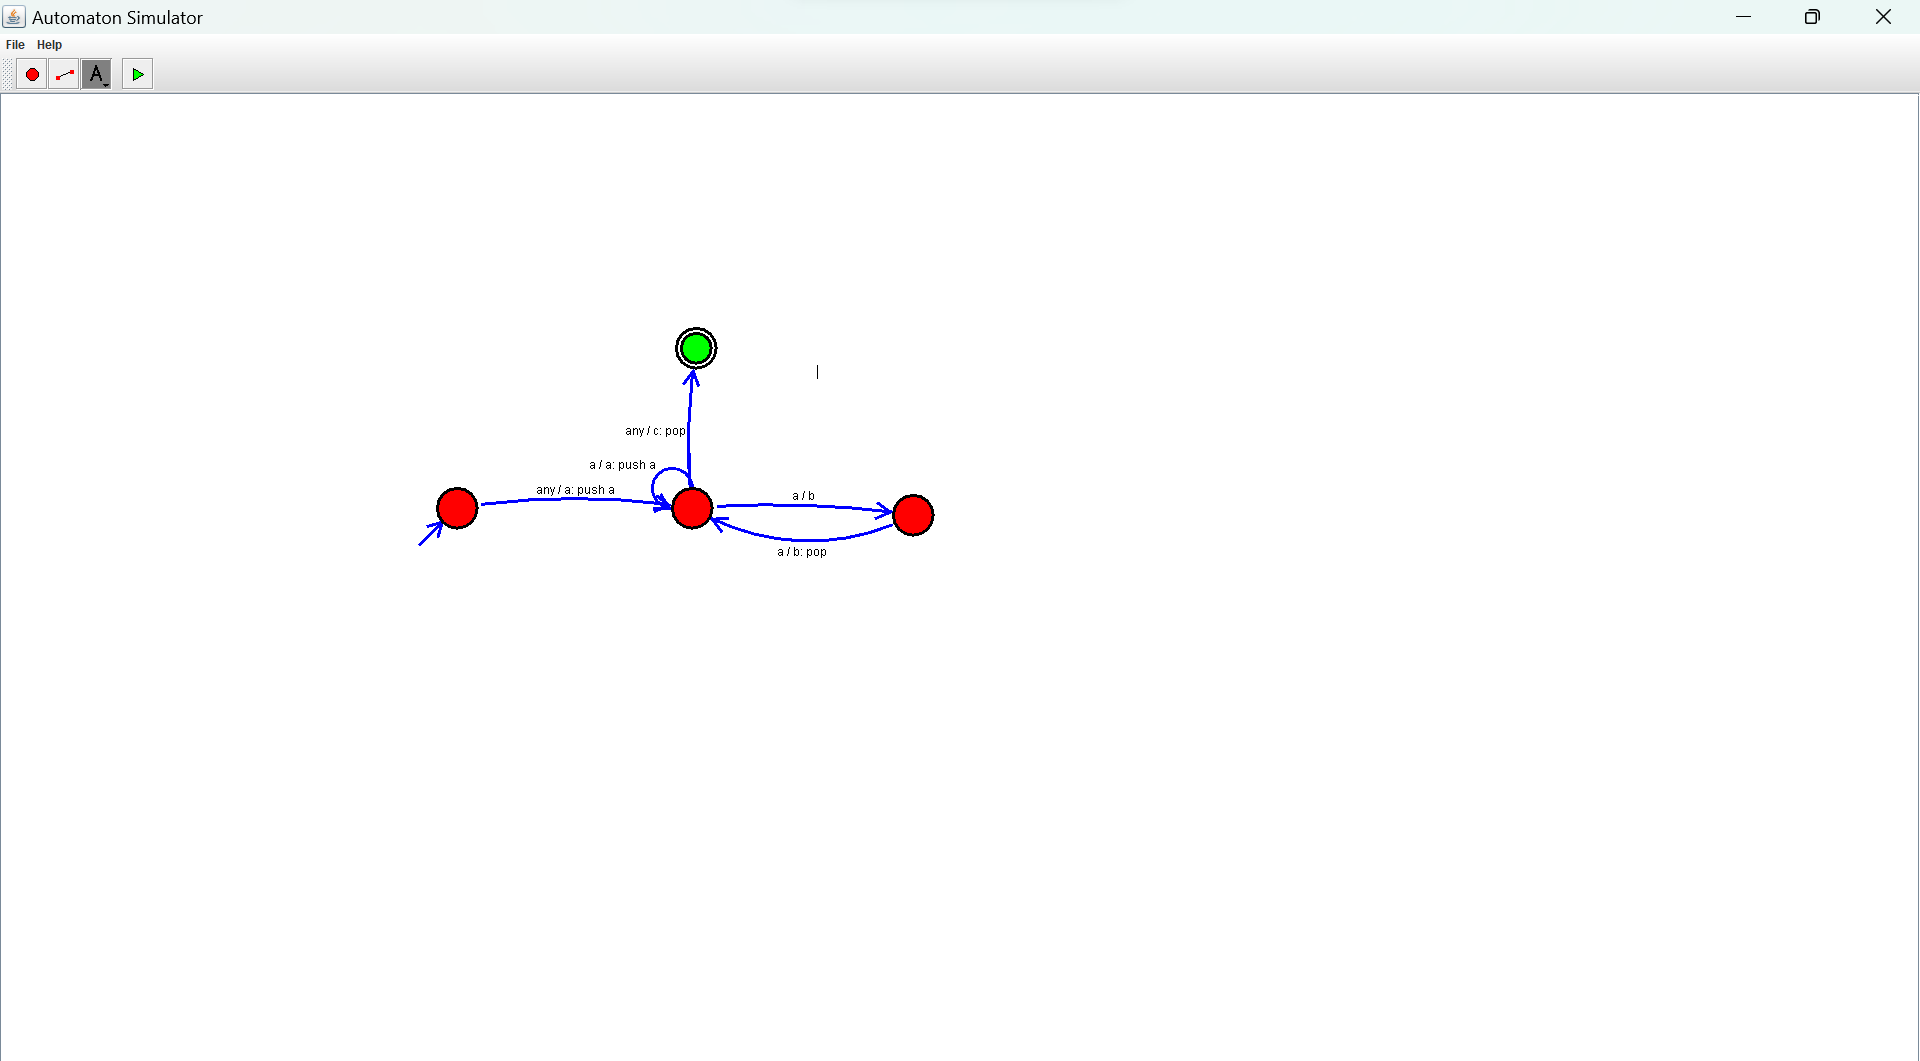 Automaton Simulator
File Help
A
any / c: pop
a / a: push a
any / a: push a
a / b
a / b: pop